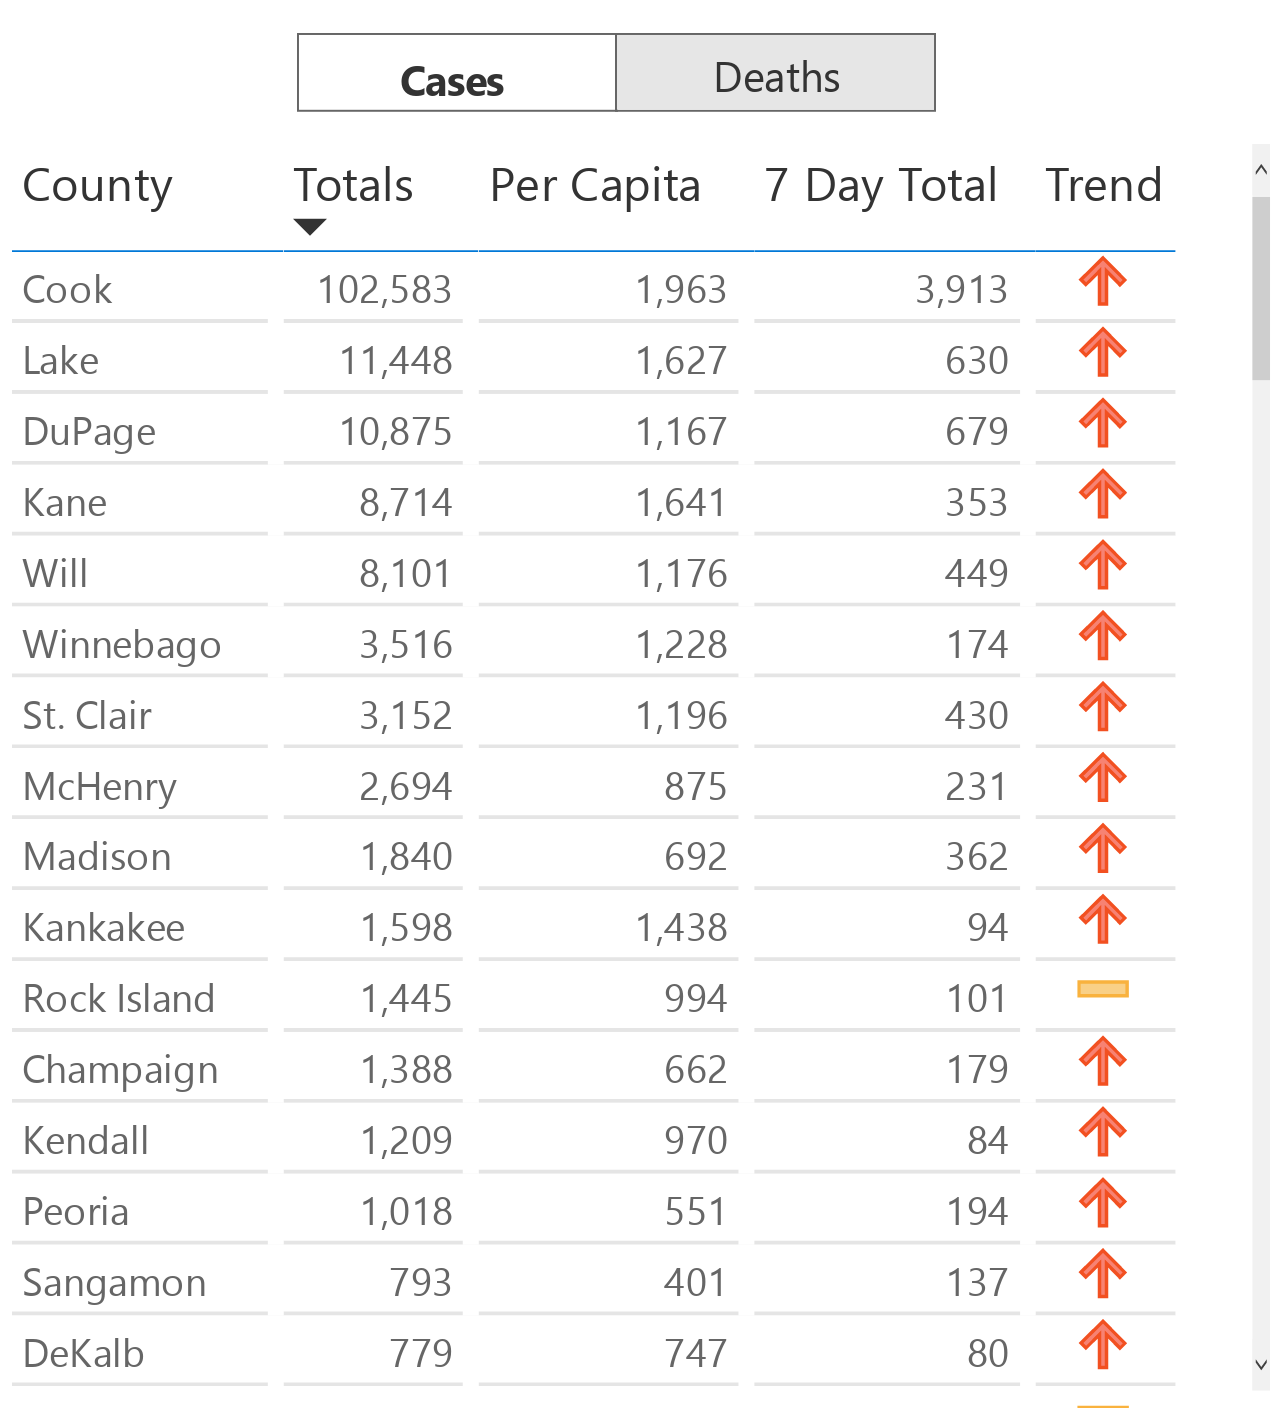 Cases Deaths
County Totals Per Capita 7 Day Total Trend
Cook 102,583 1,963 3,913
Lake 11,448 1,627 630
DuPage 10,875 1,167 679
Kane 8,714 1,641 353
Will 8,101 1,176 449
Winnebago 3,516 1,228 174
St. Clair 3,152 1,196 430
McHenry 2,694 875 231
Madison 1,840 692 362
Kankakee 1,598 1,438 94
Rock Island 1,445 994 101
Champaign 1,388 662 179
Kendall 1,209 970 84
Peoria 1,018 551 194
Sangamon 793 401 137
DeKalb 779 747 80